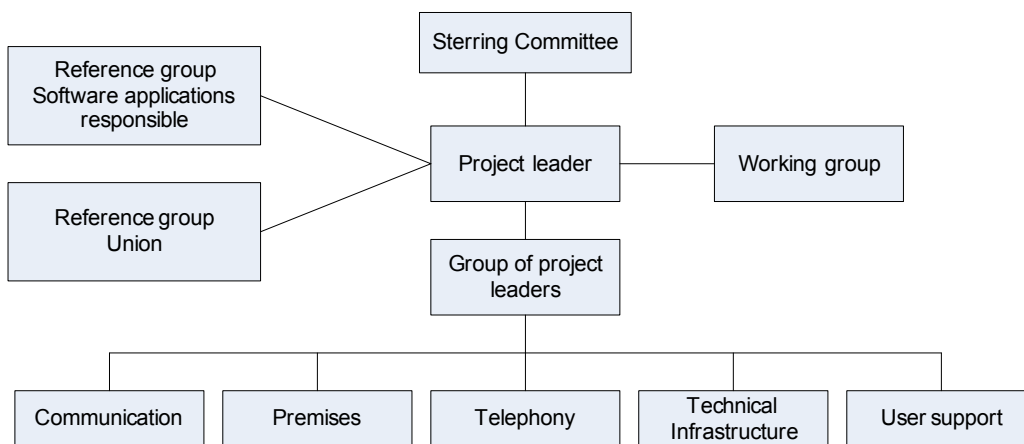 Sterring Committee
Reference group
Software applications
responsible
Project leader
Working group
Reference group
Union
Group of project
leaders
Communication
Premises
Telephony
Technical
Infrastructure
User support